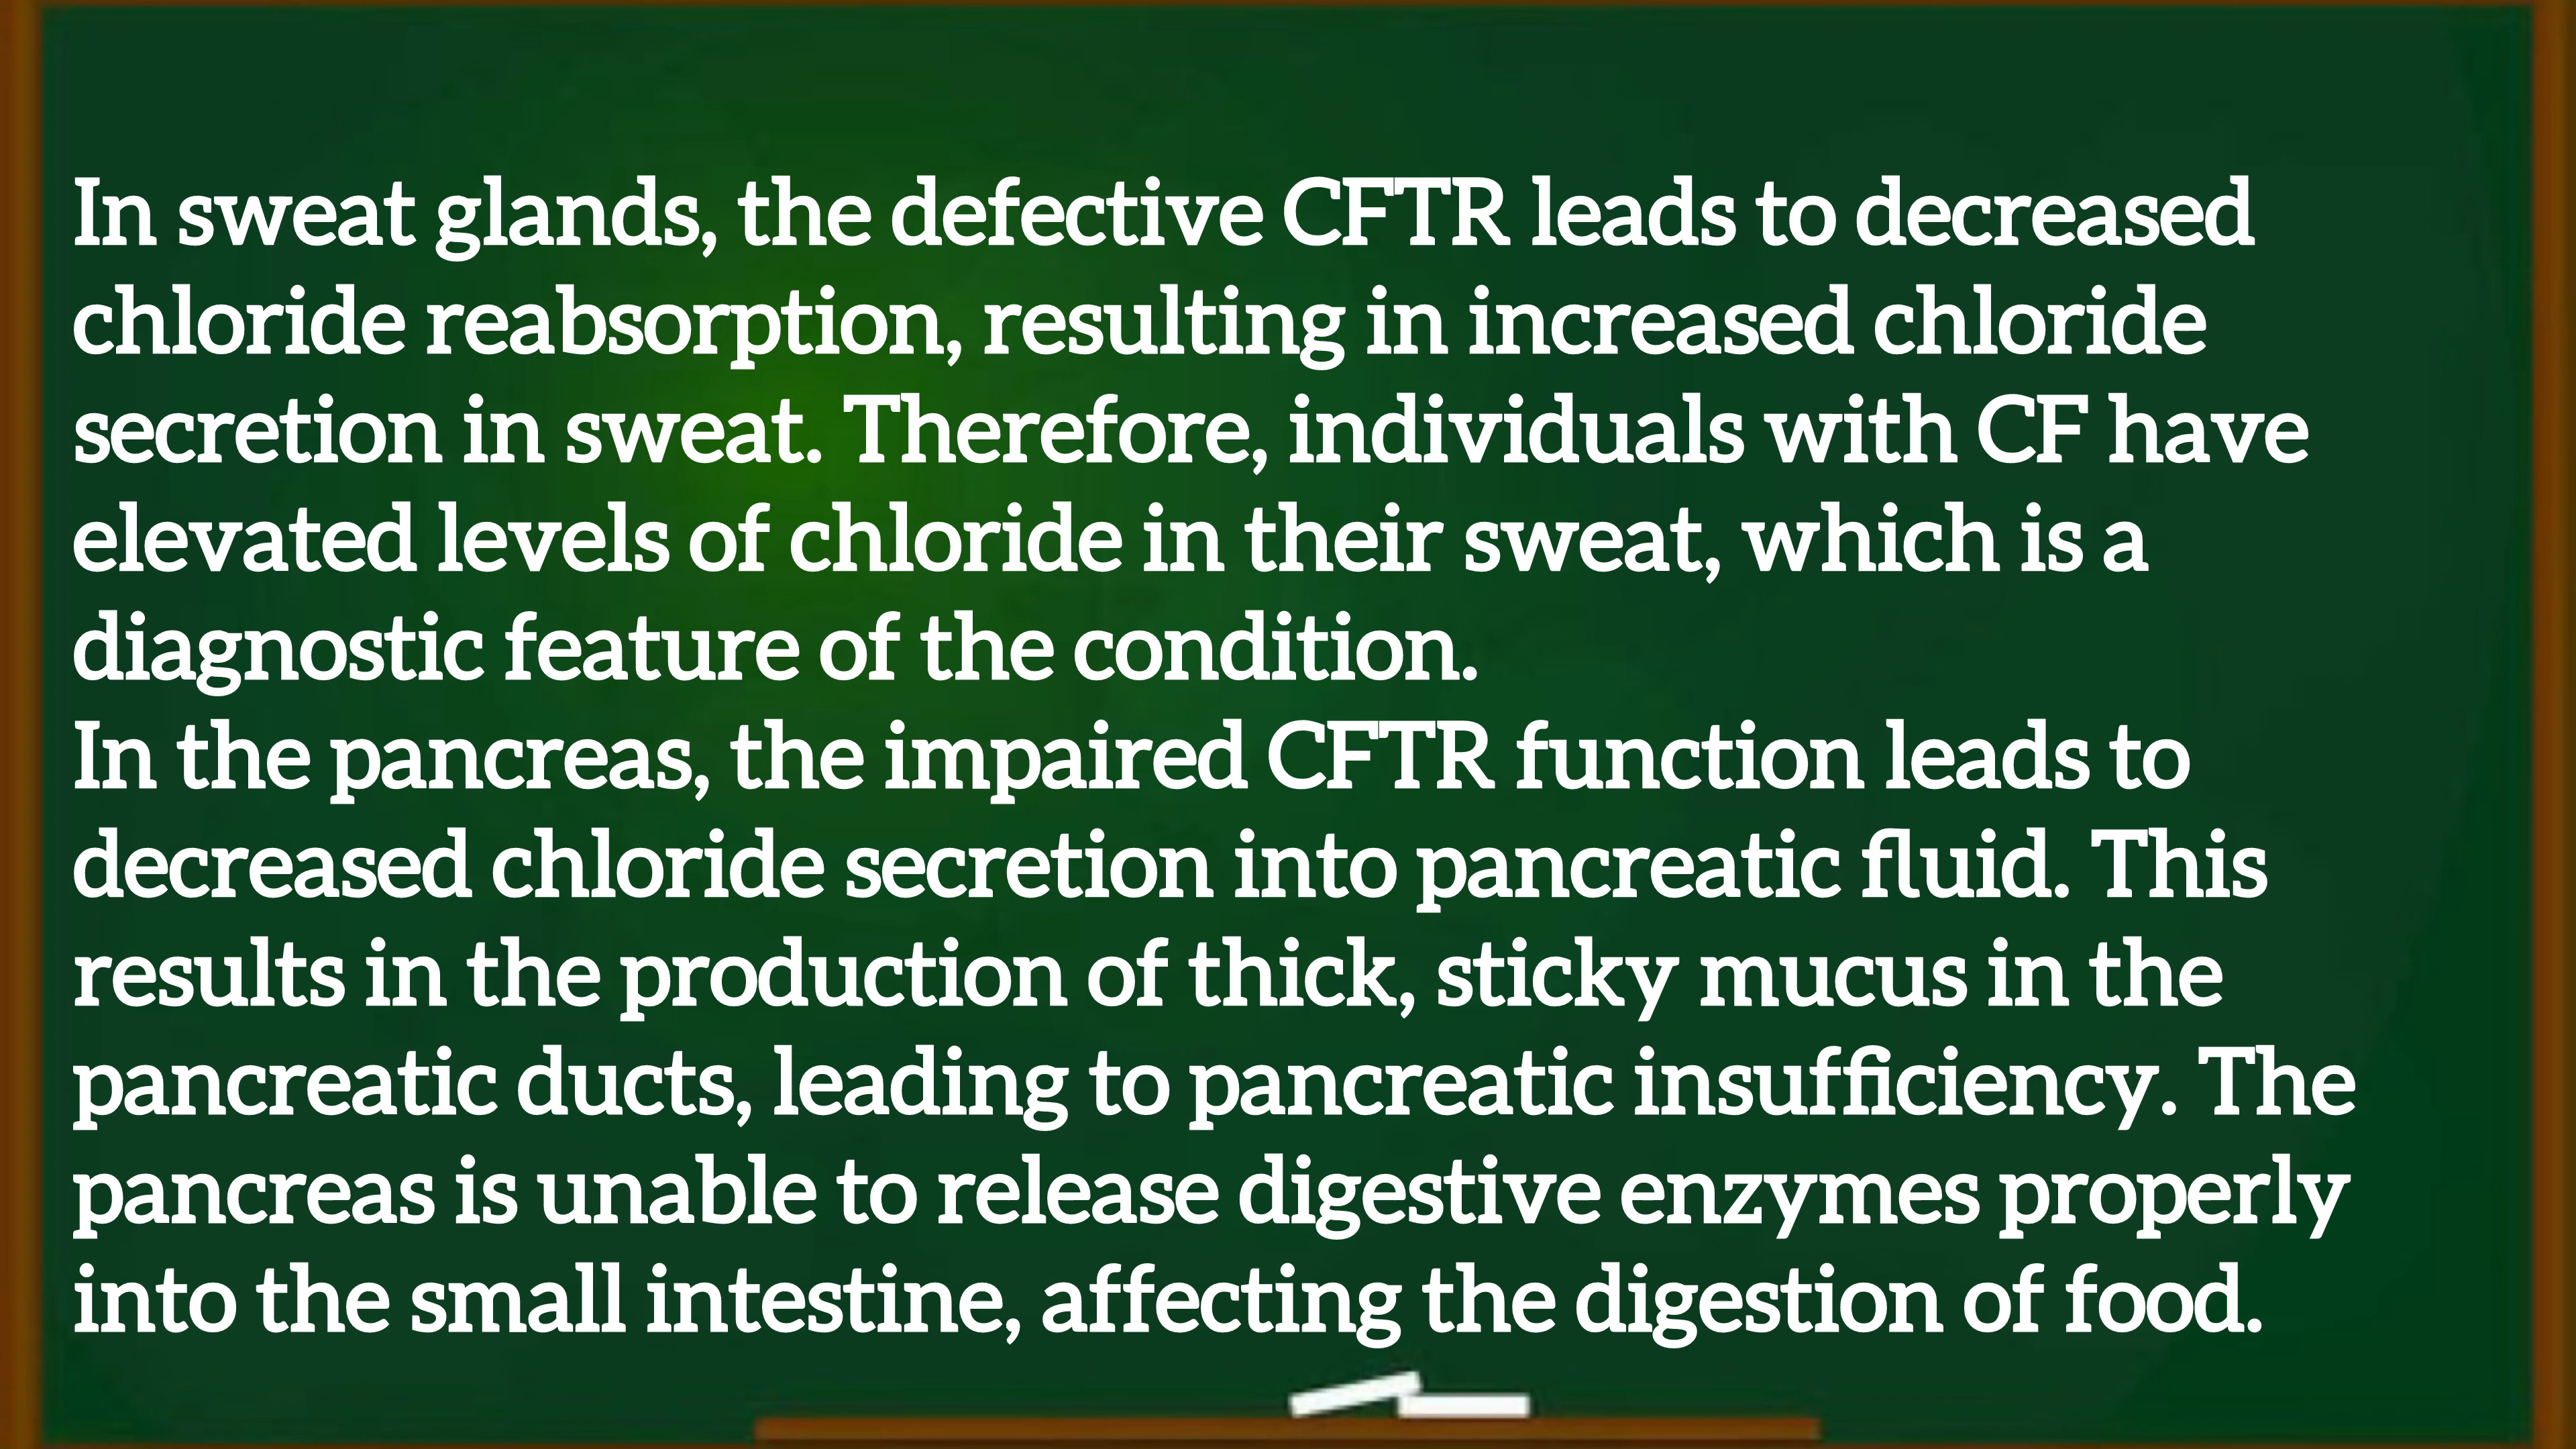 In sweat glands, the defective CFTR leads to decreased
chloride reabsorption, resulting in increased chloride
secretion in sweat. Therefore, individuals with CF have
elevated levels of chloride in their sweat, which is a
diagnostic feature of the condition.
In the pancreas, the impaired CFTR function leads to
decreased chloride secretion into pancreatic fluid. This
results in the production of thick, sticky mucus in the
pancreatic ducts, leading to pancreatic insufficiency. The
pancreas is unable to release digestive enzymes properly
into the small intestine, affecting the digestion of food.